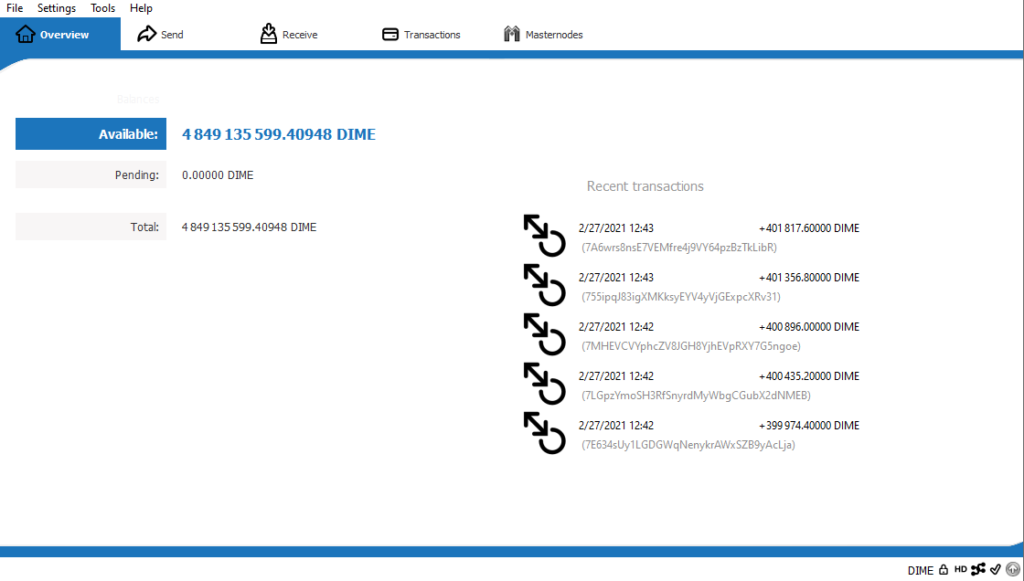 File Settings Tools Help
Overview Send Receive Transactions Masternodes
Balances
Available: 4 849 135 599.40948 DIME
Pending: 0.00000 DIME
Total: 4 849 135 599.40948 DIME
Recent transactions
2/27/2021 12:43 +401 817.60000 DIME
(7A6wrs8nsE7VEMfre4j9VY64pzBzTkLibR)
2/27/2021 12:43 +401 356.80000 DIME
(755ipqJ83igXMKksyEYV4yVjGExpcXRv31)
2/27/2021 12:42 +400 896.00000 DIME
(7MHEVCVYphcZV8JGH8YjhEVpRXY7G5ngoe)
2/27/2021 12:42 +400 435.20000 DIME
(7LGpzYmoSH3RfSnyrdMyWbgCGubX2dNMEB)
2/27/2021 12:42 +399 974.40000 DIME
(7E634sUy1LGDGWqNenykrAWxSZB9yAcLja)
DIME HD